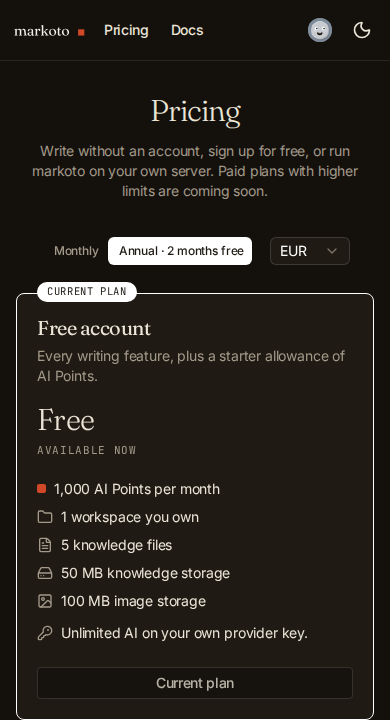 markoto
Pricing
Docs
Pricing
Write without an account, sign up for free, or run
markoto on your own server. Paid plans with higher
limits are coming soon.
Monthly
Annual · 2 months free
EUR
CURRENT PLAN
Free account
Every writing feature, plus a starter allowance of
AI Points.
Free
AVAILABLE NOW
1,000 AI Points per month
1 workspace you own
5 knowledge files
50 MB knowledge storage
100 MB image storage
Unlimited AI on your own provider key.
Current plan